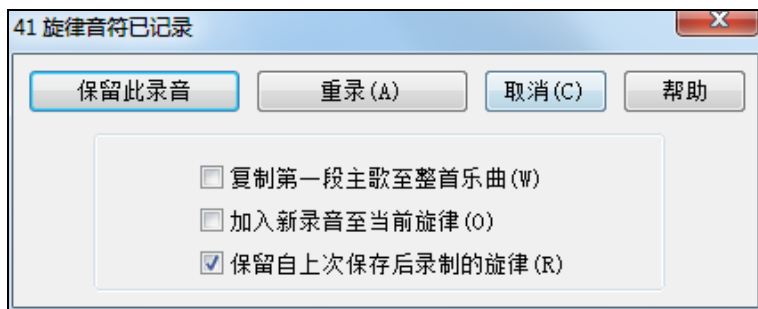 41 旋律音符已记录
保留此录音 重录(A) 取消(C) 帮助
复制第一段主歌至整首乐曲(W)
加入新录音至当前旋律(O)
保留自上次保存后录制的旋律(R)